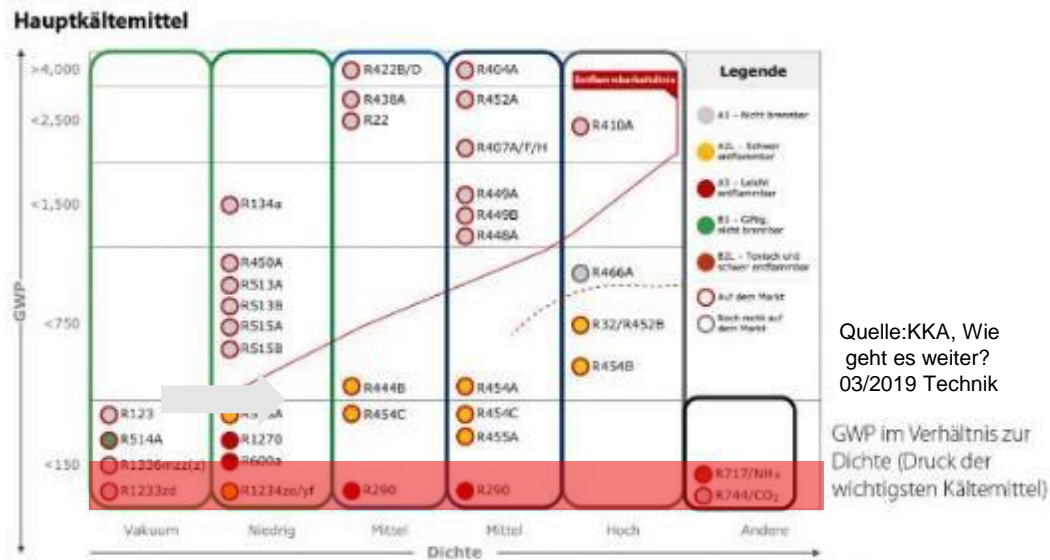 Hauptkältemittel
>4,000
<2,500
<1,500
<750
<150
GWP
R123
R514A
R1336mzz(z)
R1233zd
R134a
R450A
R513A
R513B
R515A
R515B
R1270
R600a
R1234ze/yf
R422B/D
R438A
R22
R444B
R454C
R290
R404A
R452A
R407A/F/H
R449A
R449B
R448A
R454A
R454C
R455A
R290
Entflammbarkeitslinie
R410A
R466A
R32/R452B
R454B
R717/NH₃
R744/CO₂
Legende
A1 - Nicht brennbar
A2L - Schwer
entflammbar
A3 - Leicht
entflammbar
B1 - Giftig,
nicht brennbar
B2L - Toxisch und
schwer entflammbar
Auf dem Markt
Noch nicht auf
dem Markt
Vakuum
Niedrig
Mittel
Mittel
Hoch
Andere
Dichte
Quelle:KKA, Wie
geht es weiter?
03/2019 Technik
GWP im Verhältnis zur
Dichte (Druck der
wichtigsten Kältemittel)